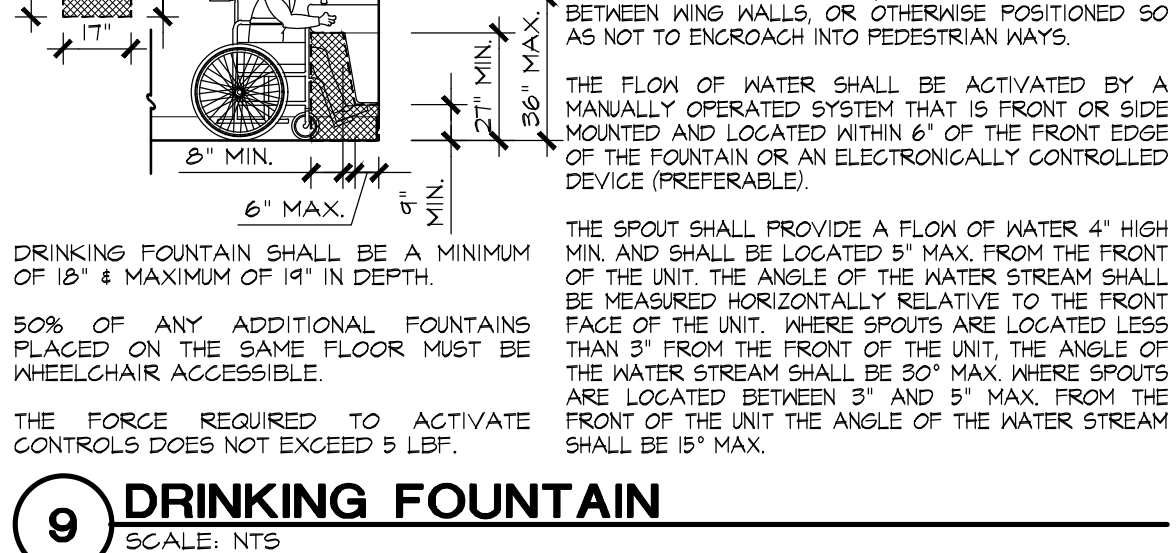 17"
27" MIN.
36" MAX.
8" MIN.
6" MAX.
9"
MIN.
DRINKING FOUNTAIN SHALL BE A MINIMUM
OF 18" & MAXIMUM OF 19" IN DEPTH.
50% OF ANY ADDITIONAL FOUNTAINS
PLACED ON THE SAME FLOOR MUST BE
WHEELCHAIR ACCESSIBLE.
THE FORCE REQUIRED TO ACTIVATE
CONTROLS DOES NOT EXCEED 5 LBF.
BETWEEN WING WALLS, OR OTHERWISE POSITIONED SO
AS NOT TO ENCROACH INTO PEDESTRIAN WAYS.
THE FLOW OF WATER SHALL BE ACTIVATED BY A
MANUALLY OPERATED SYSTEM THAT IS FRONT OR SIDE
MOUNTED AND LOCATED WITHIN 6" OF THE FRONT EDGE
OF THE FOUNTAIN OR AN ELECTRONICALLY CONTROLLED
DEVICE (PREFERABLE).
THE SPOUT SHALL PROVIDE A FLOW OF WATER 4" HIGH
MIN. AND SHALL BE LOCATED 5" MAX. FROM THE FRONT
OF THE UNIT. THE ANGLE OF THE WATER STREAM SHALL
BE MEASURED HORIZONTALLY RELATIVE TO THE FRONT
FACE OF THE UNIT. WHERE SPOUTS ARE LOCATED LESS
THAN 3" FROM THE FRONT OF THE UNIT, THE ANGLE OF
THE WATER STREAM SHALL BE 30° MAX. WHERE SPOUTS
ARE LOCATED BETWEEN 3" AND 5" MAX. FROM THE
FRONT OF THE UNIT THE ANGLE OF THE WATER STREAM
SHALL BE 15° MAX.
9 DRINKING FOUNTAIN
SCALE: NTS